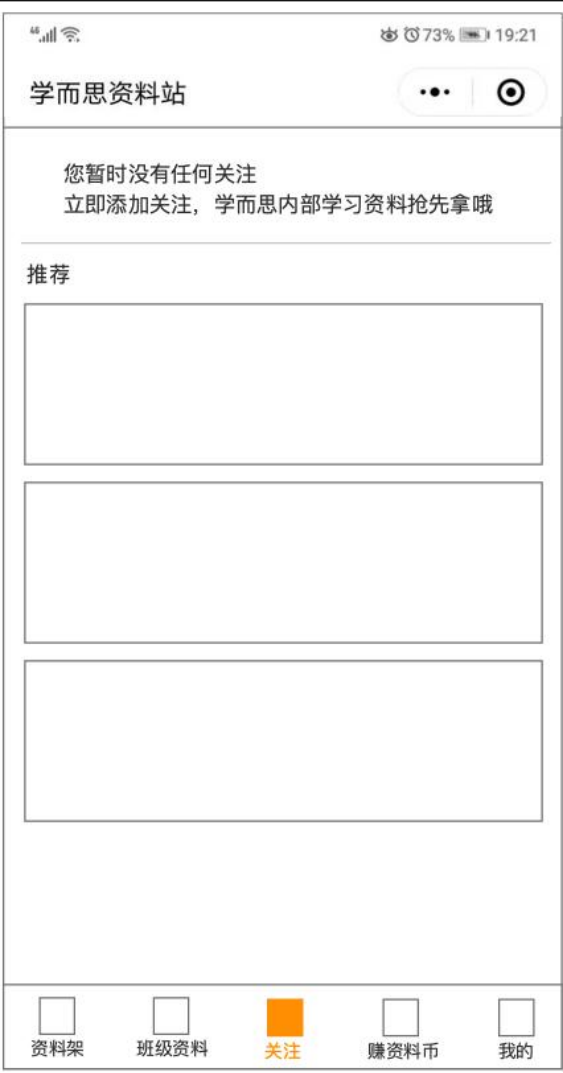 73% 19:21
学而思资料站
您暂时没有任何关注
立即添加关注，学而思内部学习资料抢先拿哦
推荐
资料架 班级资料 关注 赚资料币 我的